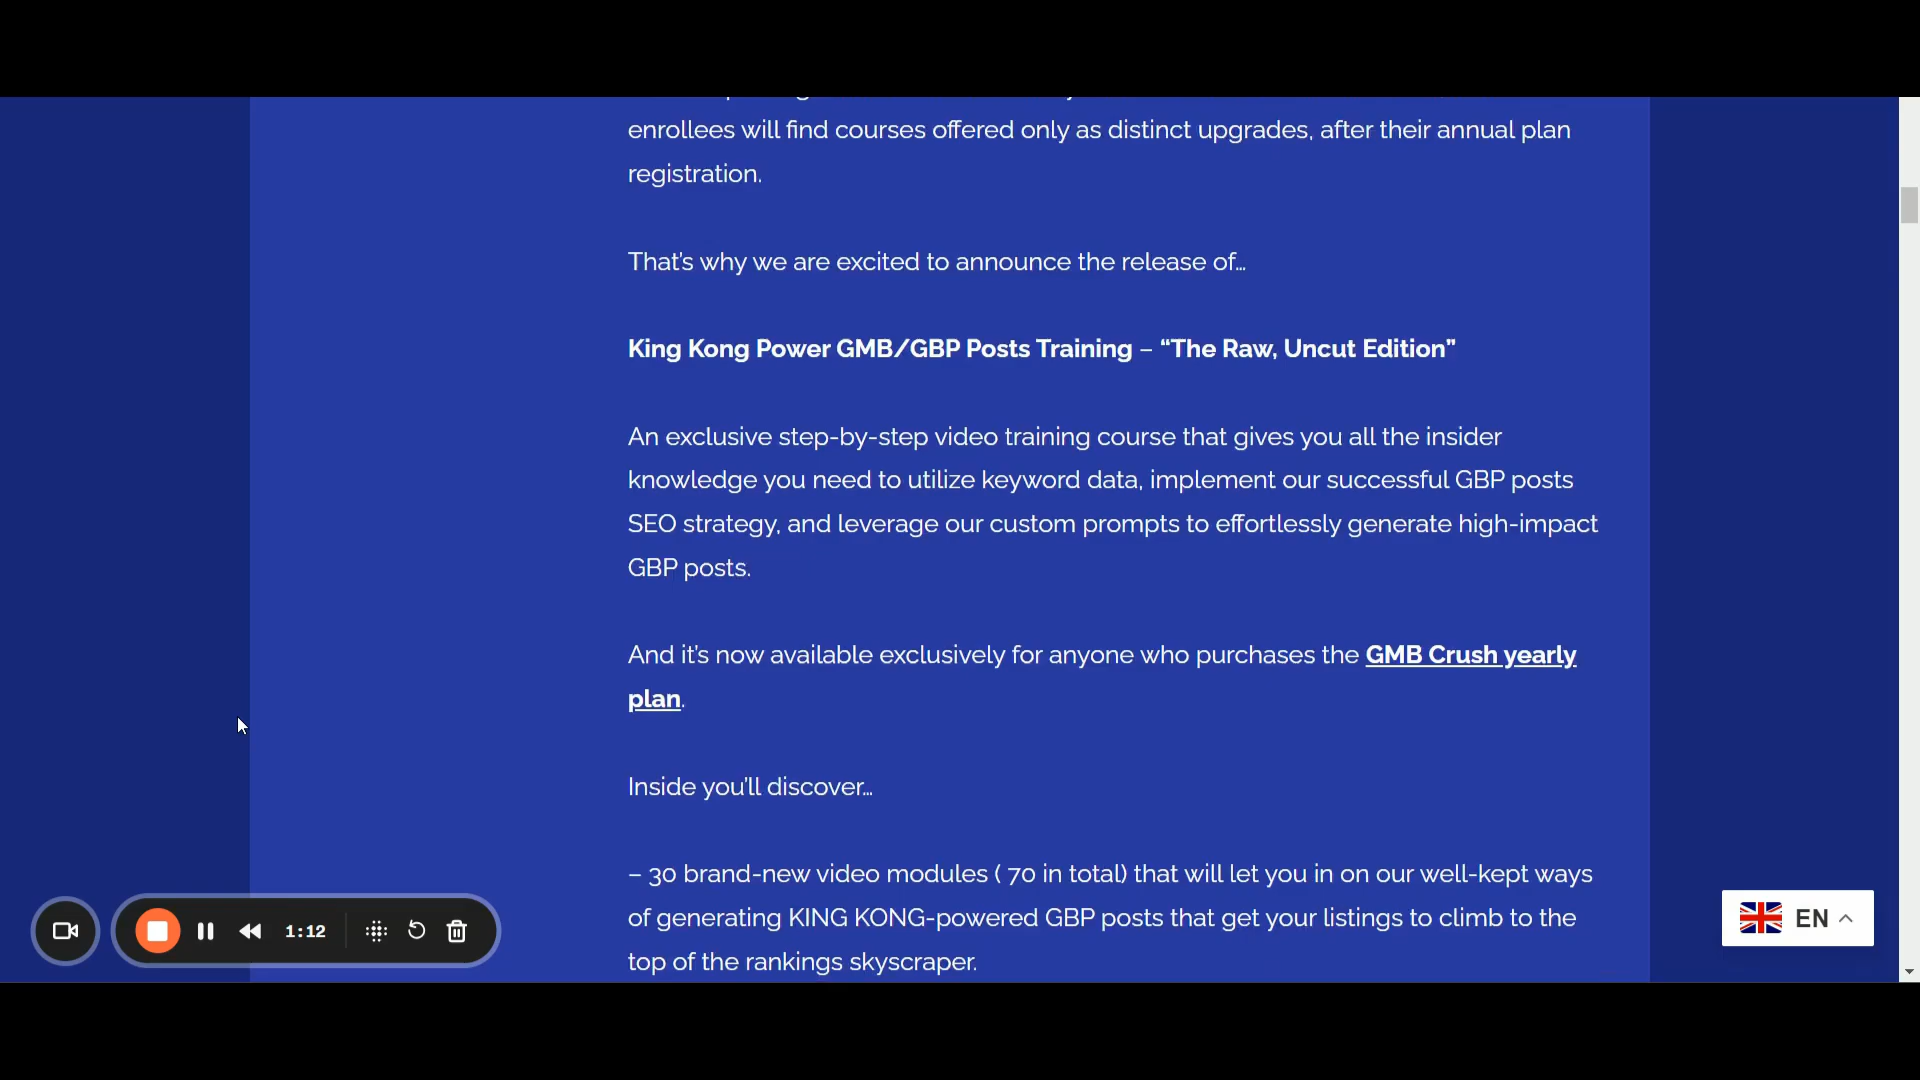 enrollees will find courses offered only as distinct upgrades, after their annual plan
registration.
That's why we are excited to announce the release of…
King Kong Power GMB/GBP Posts Training – “The Raw, Uncut Edition”
An exclusive step-by-step video training course that gives you all the insider
knowledge you need to utilize keyword data, implement our successful GBP posts
SEO strategy, and leverage our custom prompts to effortlessly generate high-impact
GBP posts.
And it's now available exclusively for anyone who purchases the GMB Crush yearly
plan.
Inside you'll discover…
– 30 brand-new video modules ( 70 in total) that will let you in on our well-kept ways
of generating KING KONG-powered GBP posts that get your listings to climb to the
top of the rankings skyscraper.
1:12
EN